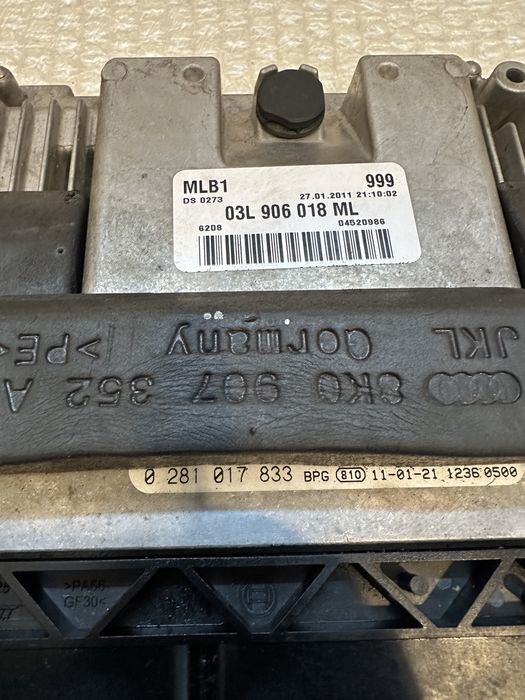 MLB1 999
DS 0273 27.01.2011 21:10:02
03L 906 018 ML
6208 04520986
JKL Germany >PE<
8K0 907 352 A
0 281 017 833 BPG 810 11-01-21 1236 0500
>PA66-
GF30<